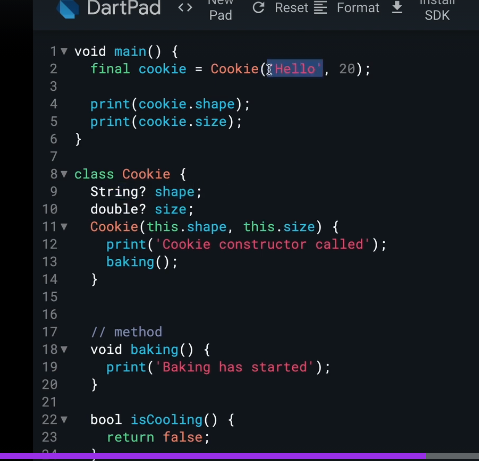 DartPad
<> New Pad
Reset
Format
Install SDK
1 void main() {
2 final cookie = Cookie('Hello', 20);
3
4 print(cookie.shape);
5 print(cookie.size);
6 }
7
8 class Cookie {
9 String? shape;
10 double? size;
11 Cookie(this.shape, this.size) {
12 print('Cookie constructor called');
13 baking();
14 }
15
16
17 // method
18 void baking() {
19 print('Baking has started');
20 }
21
22 bool isCooling() {
23 return false;
24 }